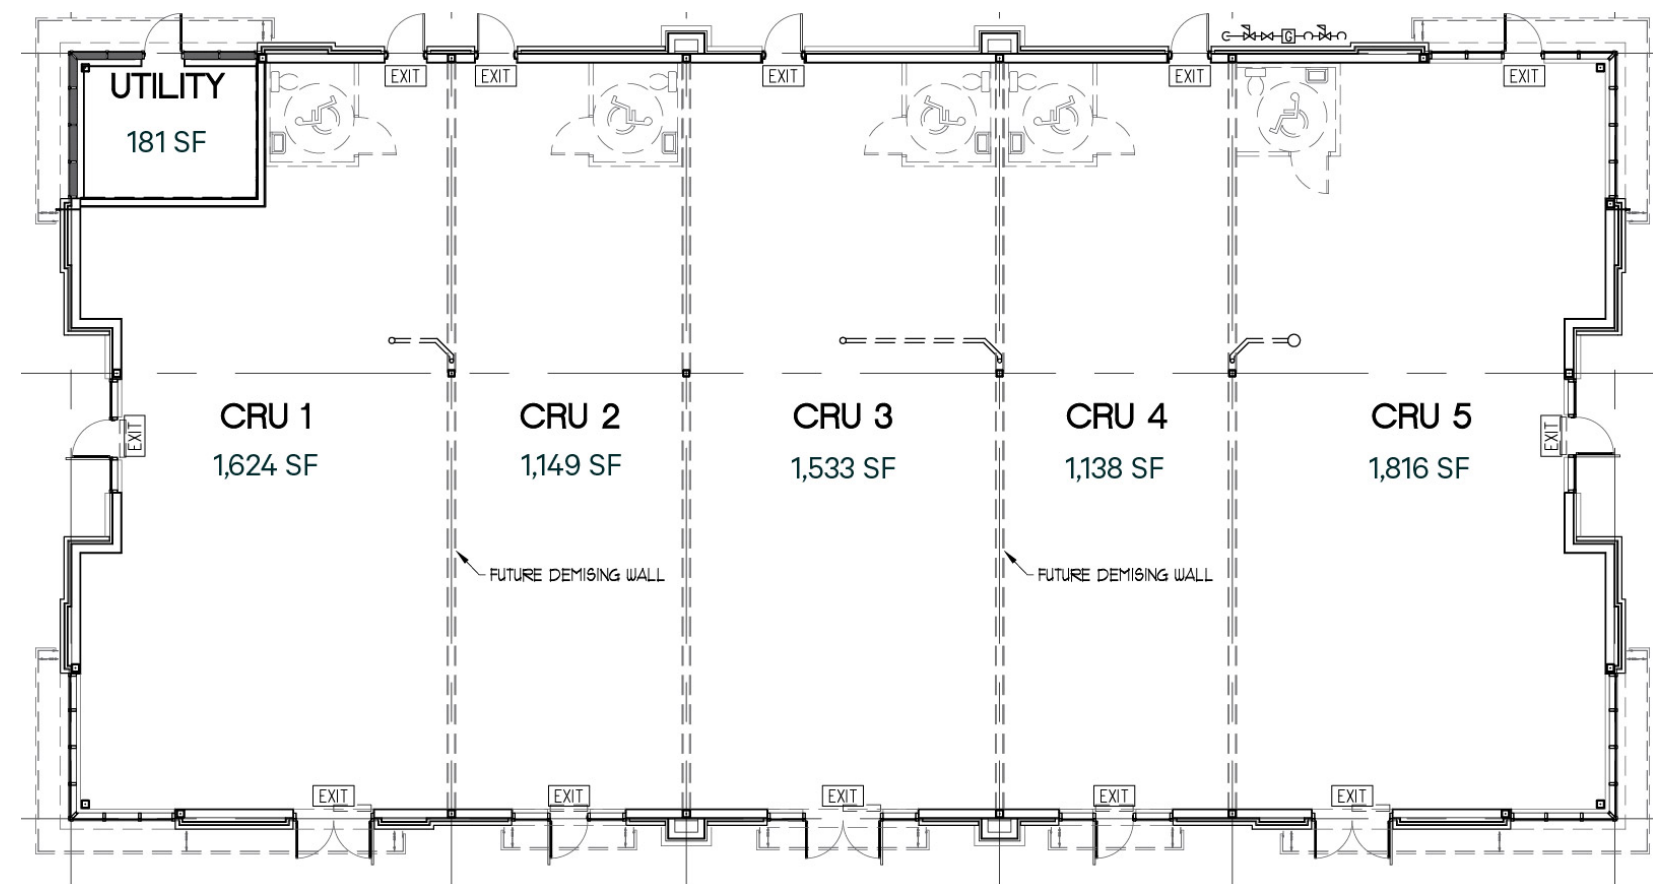 EXIT
EXIT
EXIT
EXIT
EXIT
UTILITY
181 SF
G
EXIT
EXIT
CRU 1
CRU 2
CRU 3
CRU 4
CRU 5
1,624 SF
1,149 SF
1,533 SF
1,138 SF
1,816 SF
FUTURE DEMISING WALL
FUTURE DEMISING WALL
EXIT
EXIT
EXIT
EXIT
EXIT